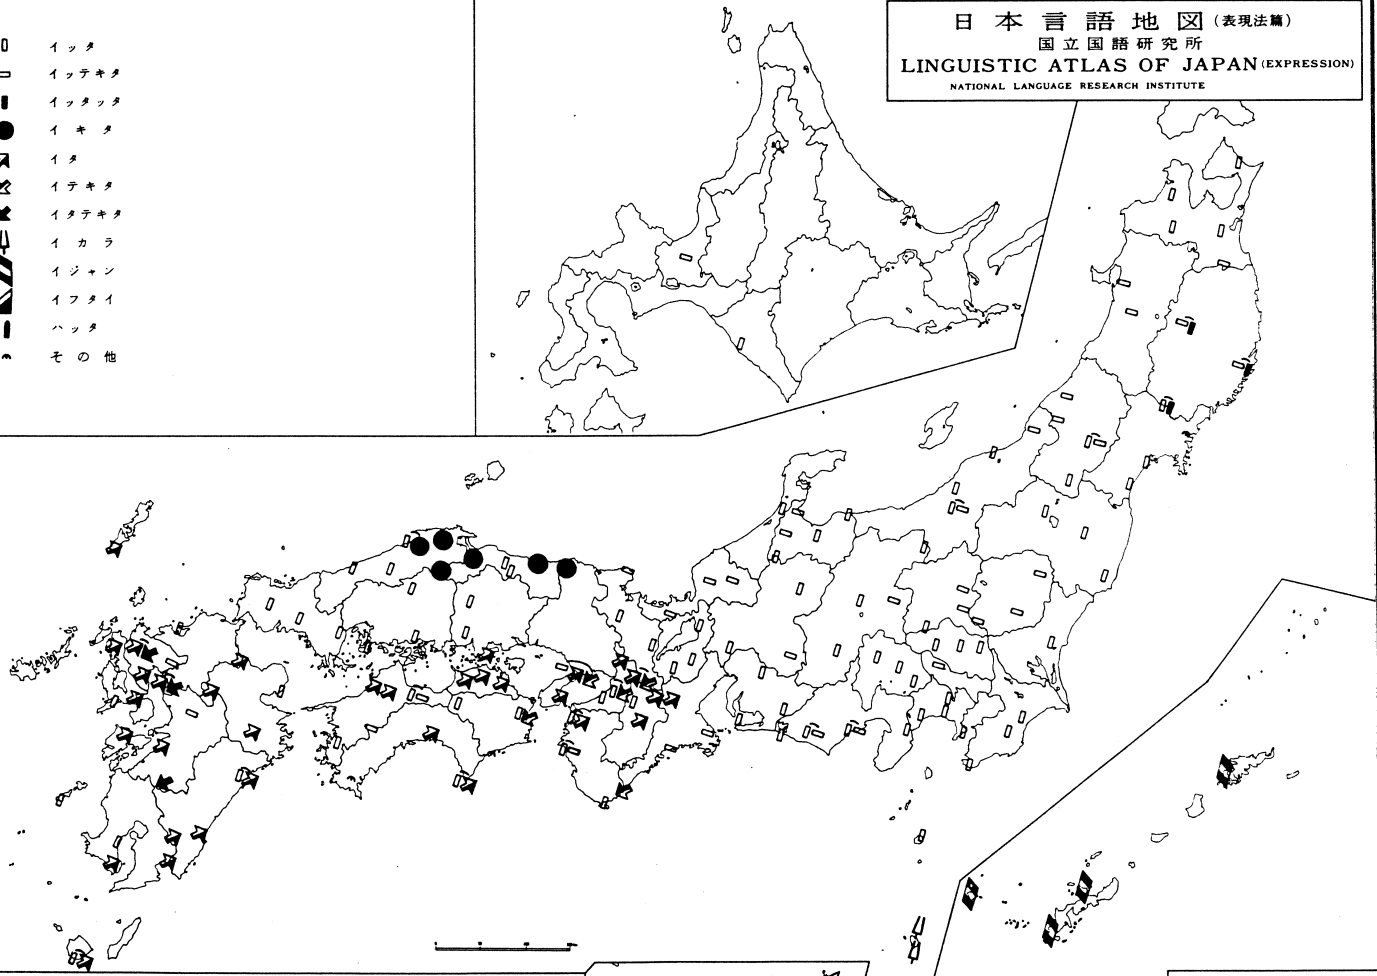 日本言語地図(表現法篇)
国立国語研究所
LINGUISTIC ATLAS OF JAPAN (EXPRESSION)
NATIONAL LANGUAGE RESEARCH INSTITUTE
イッタ
イッテキタ
イッタッタ
イキタ
イタ
イテキタ
イタテキタ
イカラ
イジャン
イフタイ
ハッタ
その他